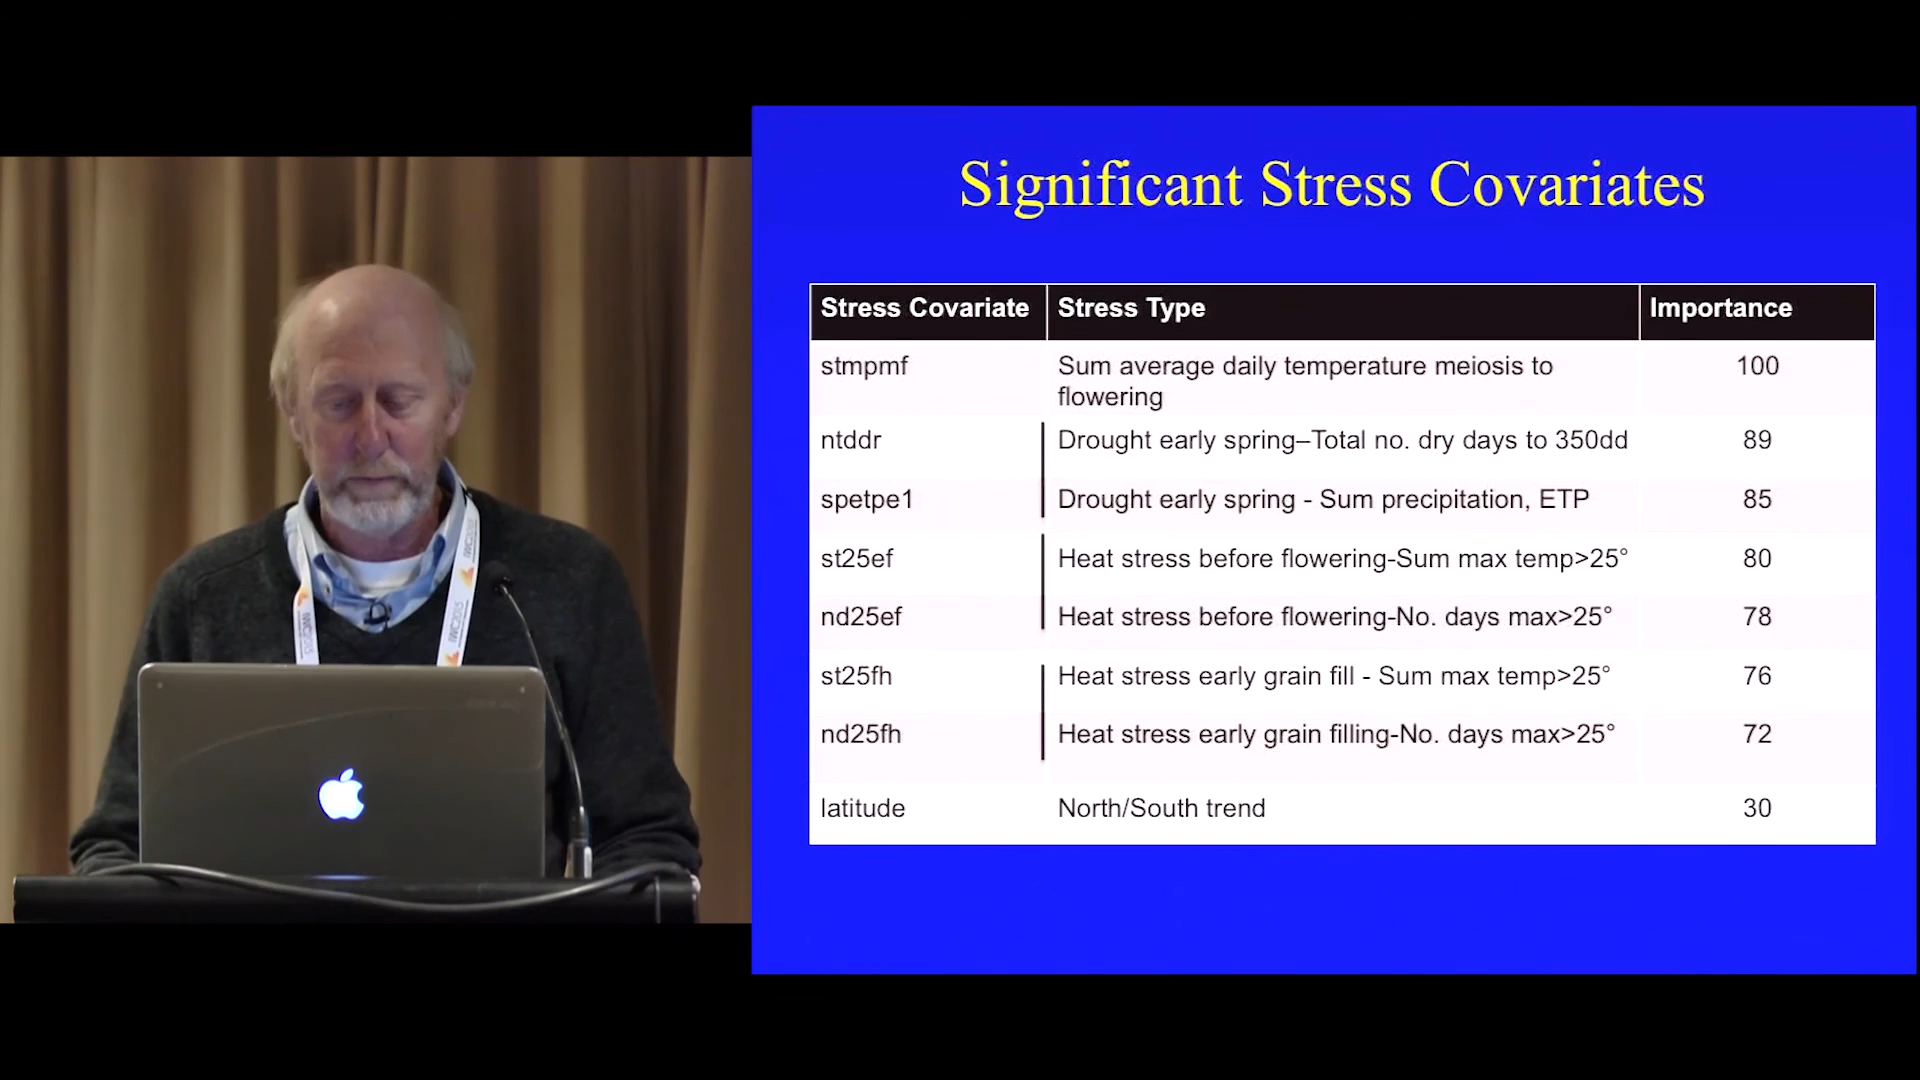 Significant Stress Covariates
Stress Covariate Stress Type Importance
stmpmf Sum average daily temperature meiosis to 100
flowering
ntddr Drought early spring–Total no. dry days to 350dd 89
spetpe1 Drought early spring - Sum precipitation, ETP 85
st25ef Heat stress before flowering-Sum max temp>25° 80
nd25ef Heat stress before flowering-No. days max>25° 78
st25fh Heat stress early grain fill - Sum max temp>25° 76
nd25fh Heat stress early grain filling-No. days max>25° 72
latitude North/South trend 30